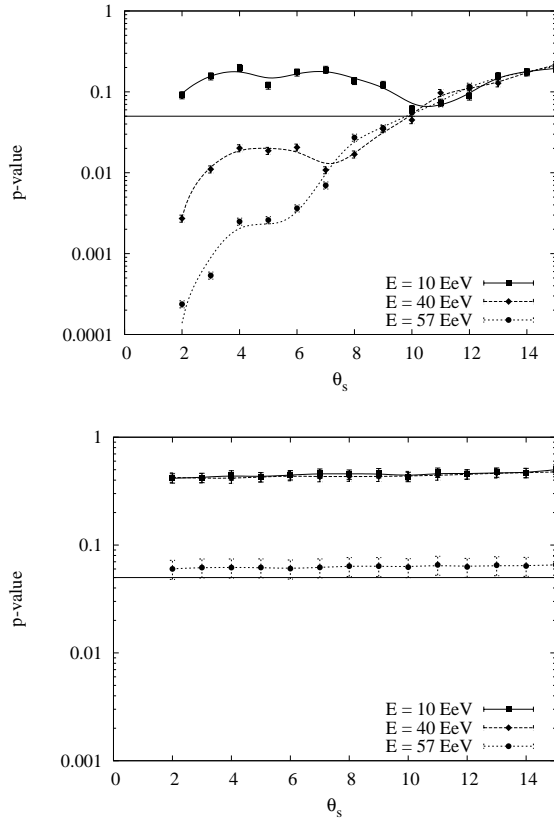 1
0.1
0.01
0.001
0.0001
p-value
E = 10 EeV
E = 40 EeV
E = 57 EeV
0 2 4 6 8 10 12 14
θs
1
0.1
0.01
0.001
p-value
E = 10 EeV
E = 40 EeV
E = 57 EeV
0 2 4 6 8 10 12 14
θs